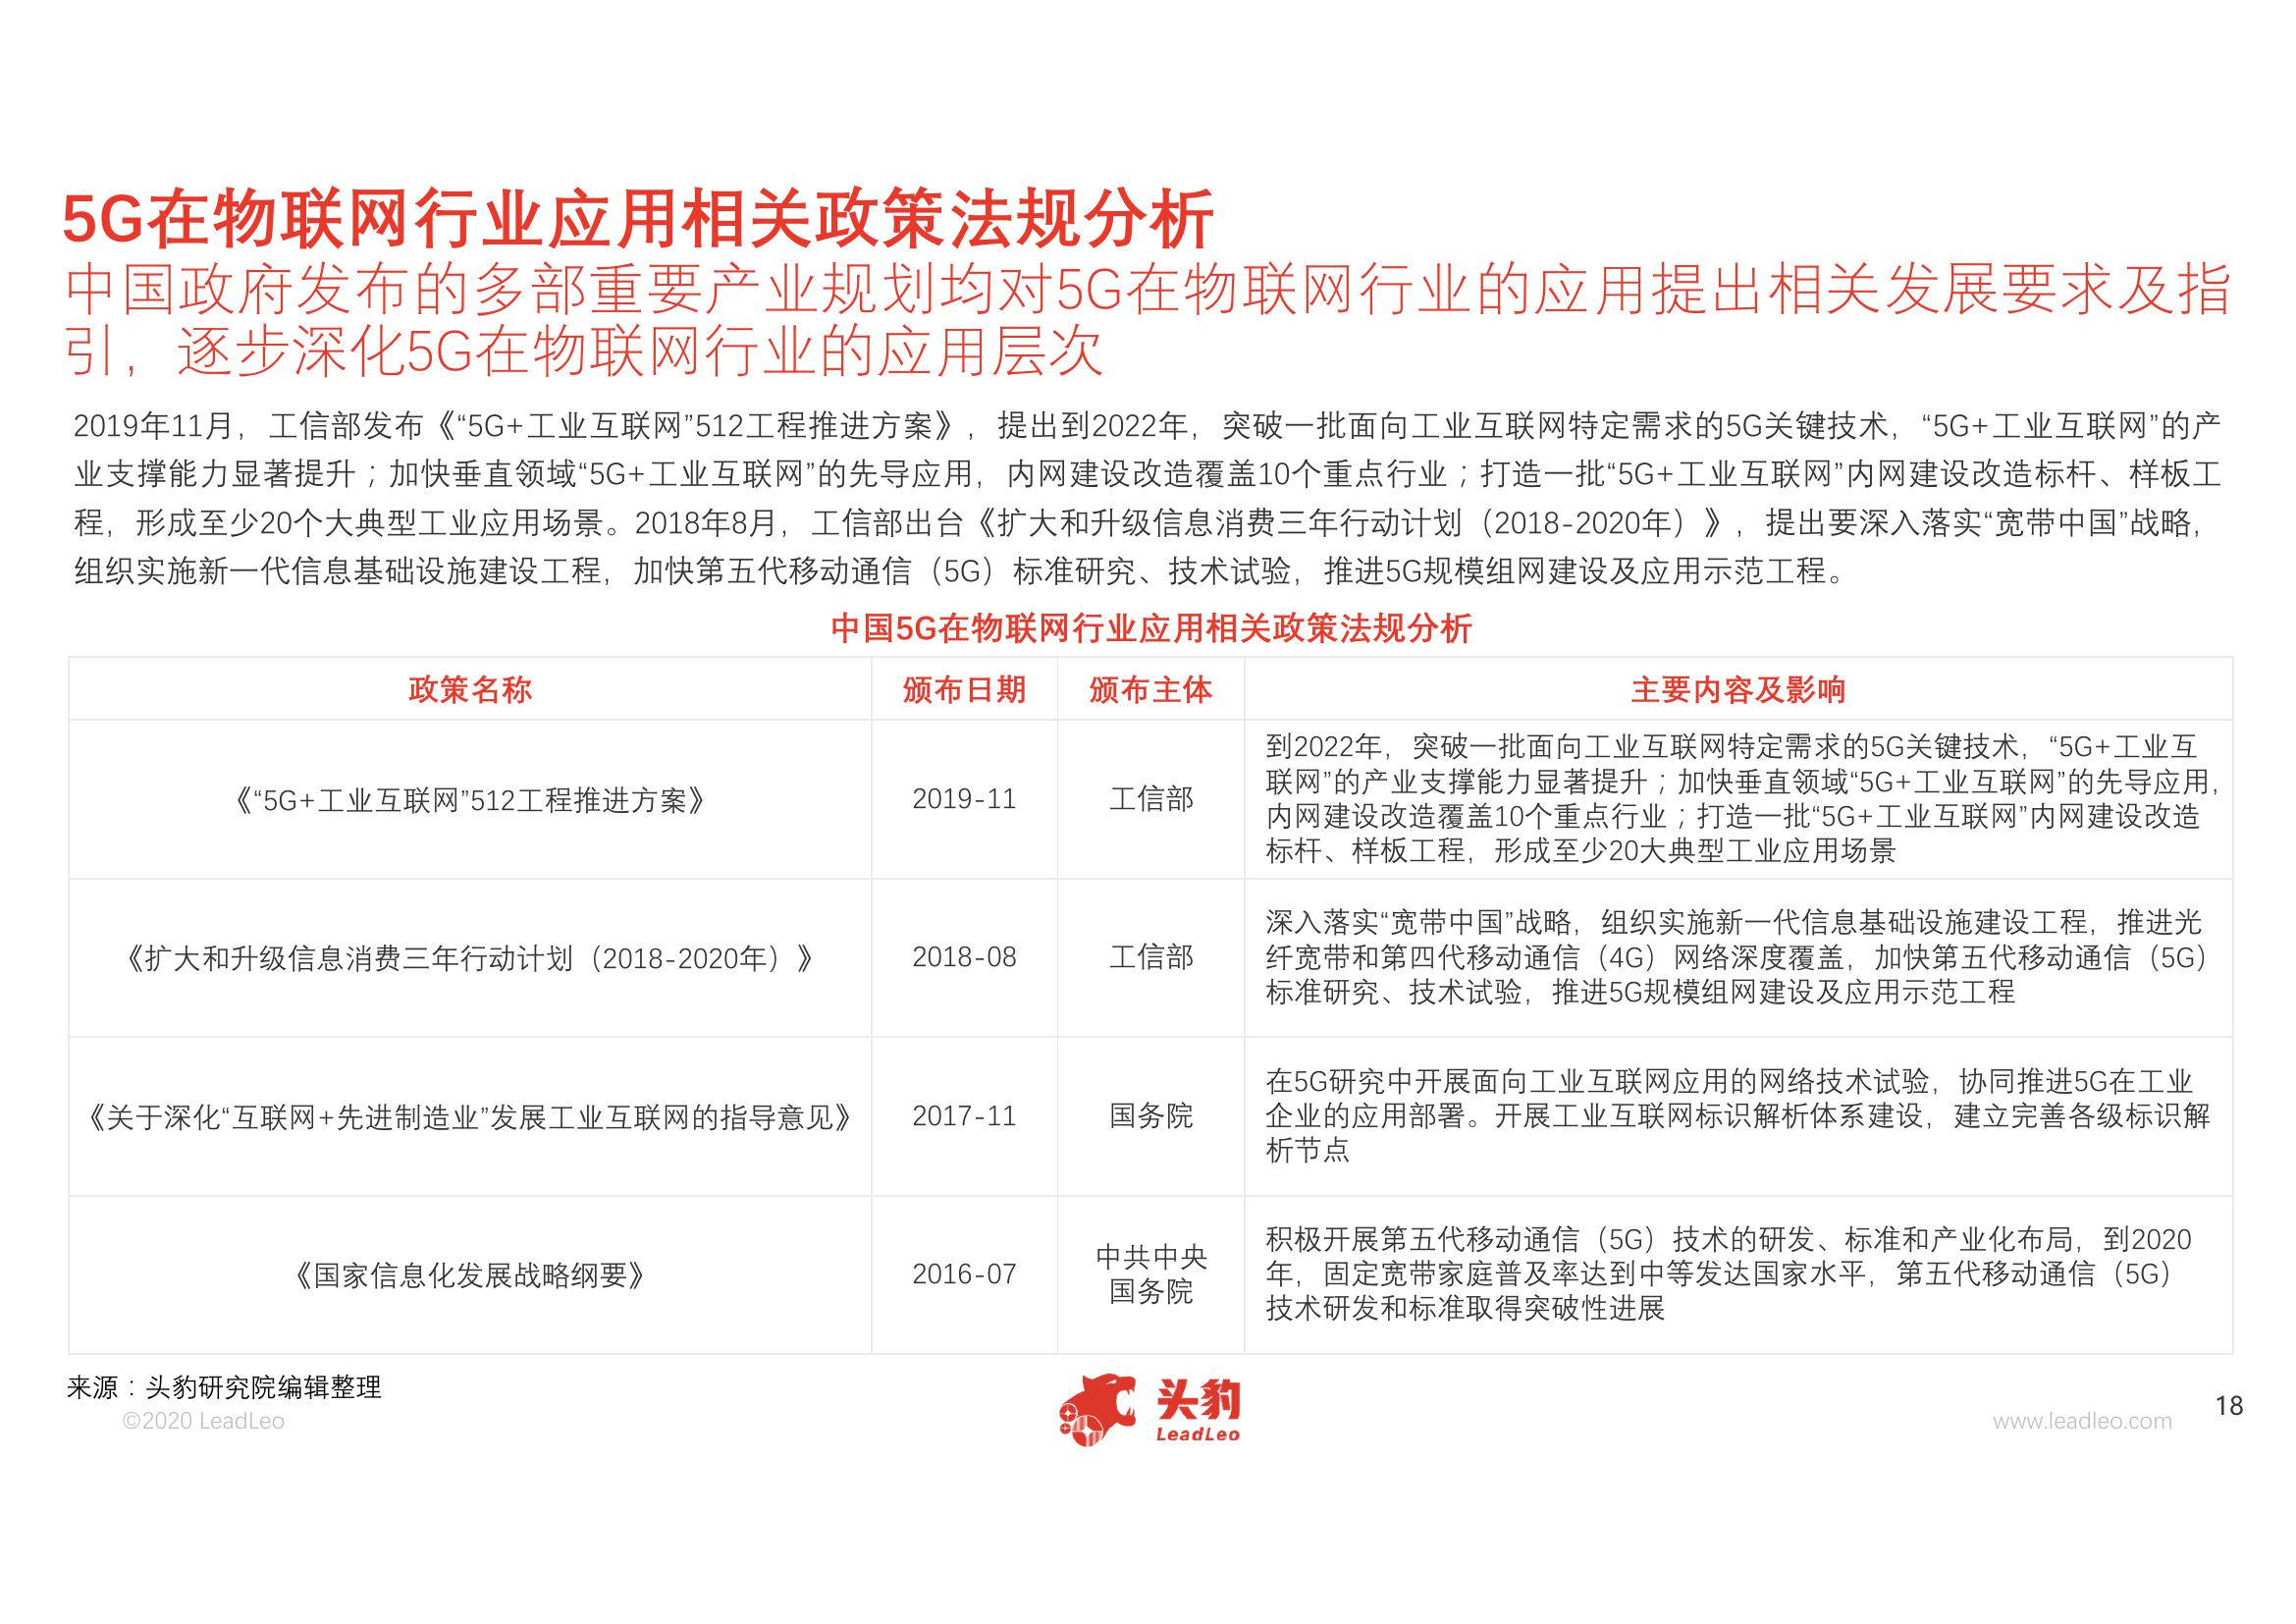 5G在物联网行业应用相关政策法规分析
中国政府发布的多部重要产业规划均对5G在物联网行业的应用提出相关发展要求及指
引，逐步深化5G在物联网行业的应用层次
2019年11月，工信部发布《“5G+工业互联网”512工程推进方案》，提出到2022年，突破一批面向工业互联网特定需求的5G关键技术，“5G+工业互联网”的产
业支撑能力显著提升；加快垂直领域“5G+工业互联网”的先导应用，内网建设改造覆盖10个重点行业；打造一批“5G+工业互联网”内网建设改造标杆、样板工
程，形成至少20个大典型工业应用场景。2018年8月，工信部出台《扩大和升级信息消费三年行动计划（2018-2020年）》，提出要深入落实“宽带中国”战略，
组织实施新一代信息基础设施建设工程，加快第五代移动通信（5G）标准研究、技术试验，推进5G规模组网建设及应用示范工程。
中国5G在物联网行业应用相关政策法规分析
政策名称 颁布日期 颁布主体 主要内容及影响
《“5G+工业互联网”512工程推进方案》 2019-11 工信部
到2022年，突破一批面向工业互联网特定需求的5G关键技术，“5G+工业互
联网”的产业支撑能力显著提升；加快垂直领域“5G+工业互联网”的先导应用，
内网建设改造覆盖10个重点行业；打造一批“5G+工业互联网”内网建设改造
标杆、样板工程，形成至少20大典型工业应用场景
《扩大和升级信息消费三年行动计划（2018-2020年）》 2018-08 工信部
深入落实“宽带中国”战略，组织实施新一代信息基础设施建设工程，推进光
纤宽带和第四代移动通信（4G）网络深度覆盖，加快第五代移动通信（5G）
标准研究、技术试验，推进5G规模组网建设及应用示范工程
《关于深化“互联网+先进制造业”发展工业互联网的指导意见》 2017-11 国务院
在5G研究中开展面向工业互联网应用的网络技术试验，协同推进5G在工业
企业的应用部署。开展工业互联网标识解析体系建设，建立完善各级标识解
析节点
《国家信息化发展战略纲要》 2016-07
中共中央
国务院
积极开展第五代移动通信（5G）技术的研发、标准和产业化布局，到2020
年，固定宽带家庭普及率达到中等发达国家水平，第五代移动通信（5G）
技术研发和标准取得突破性进展
来源：头豹研究院编辑整理
©2020 LeadLeo
头豹
LeadLeo
www.leadleo.com
18